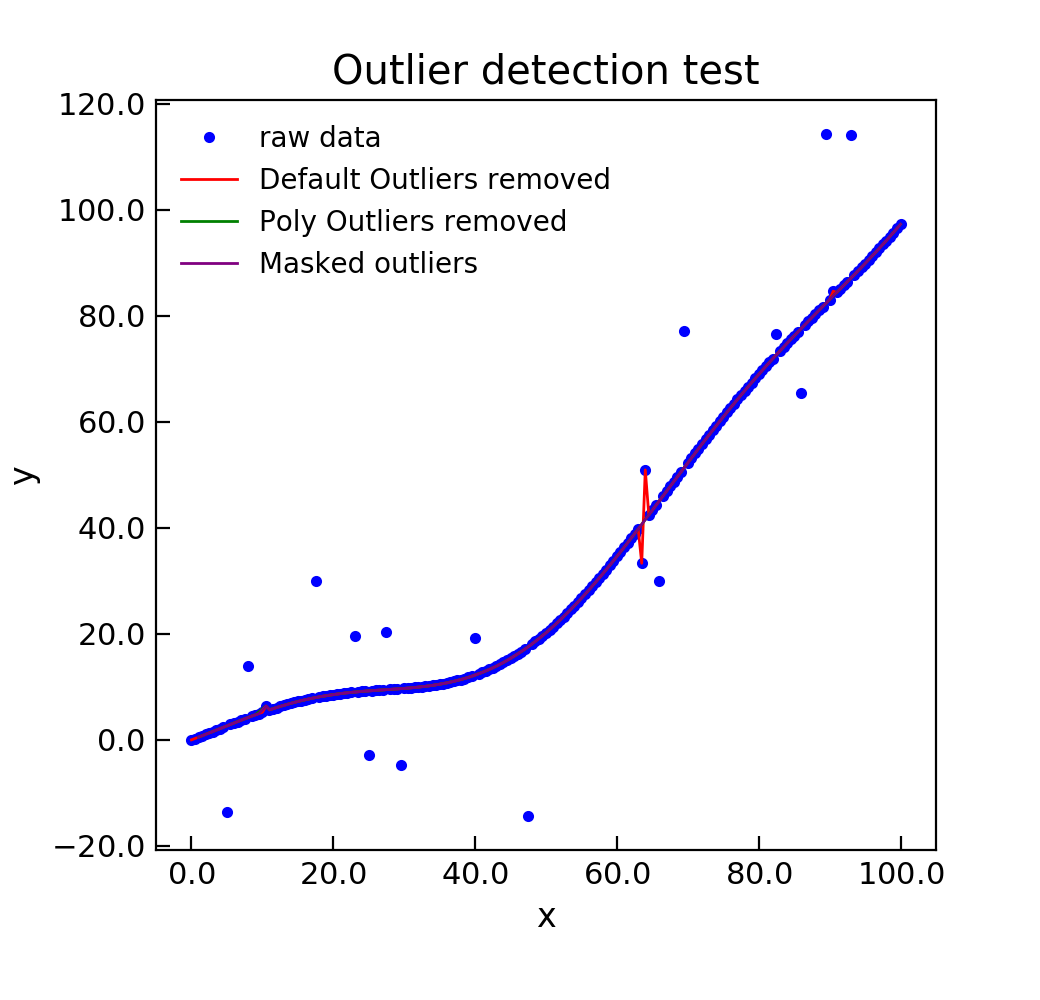 Outlier detection test
120.0
100.0
80.0
60.0
40.0
20.0
0.0
−20.0
raw data
Default Outliers removed
Poly Outliers removed
Masked outliers
y
0.0 20.0 40.0 60.0 80.0 100.0
x